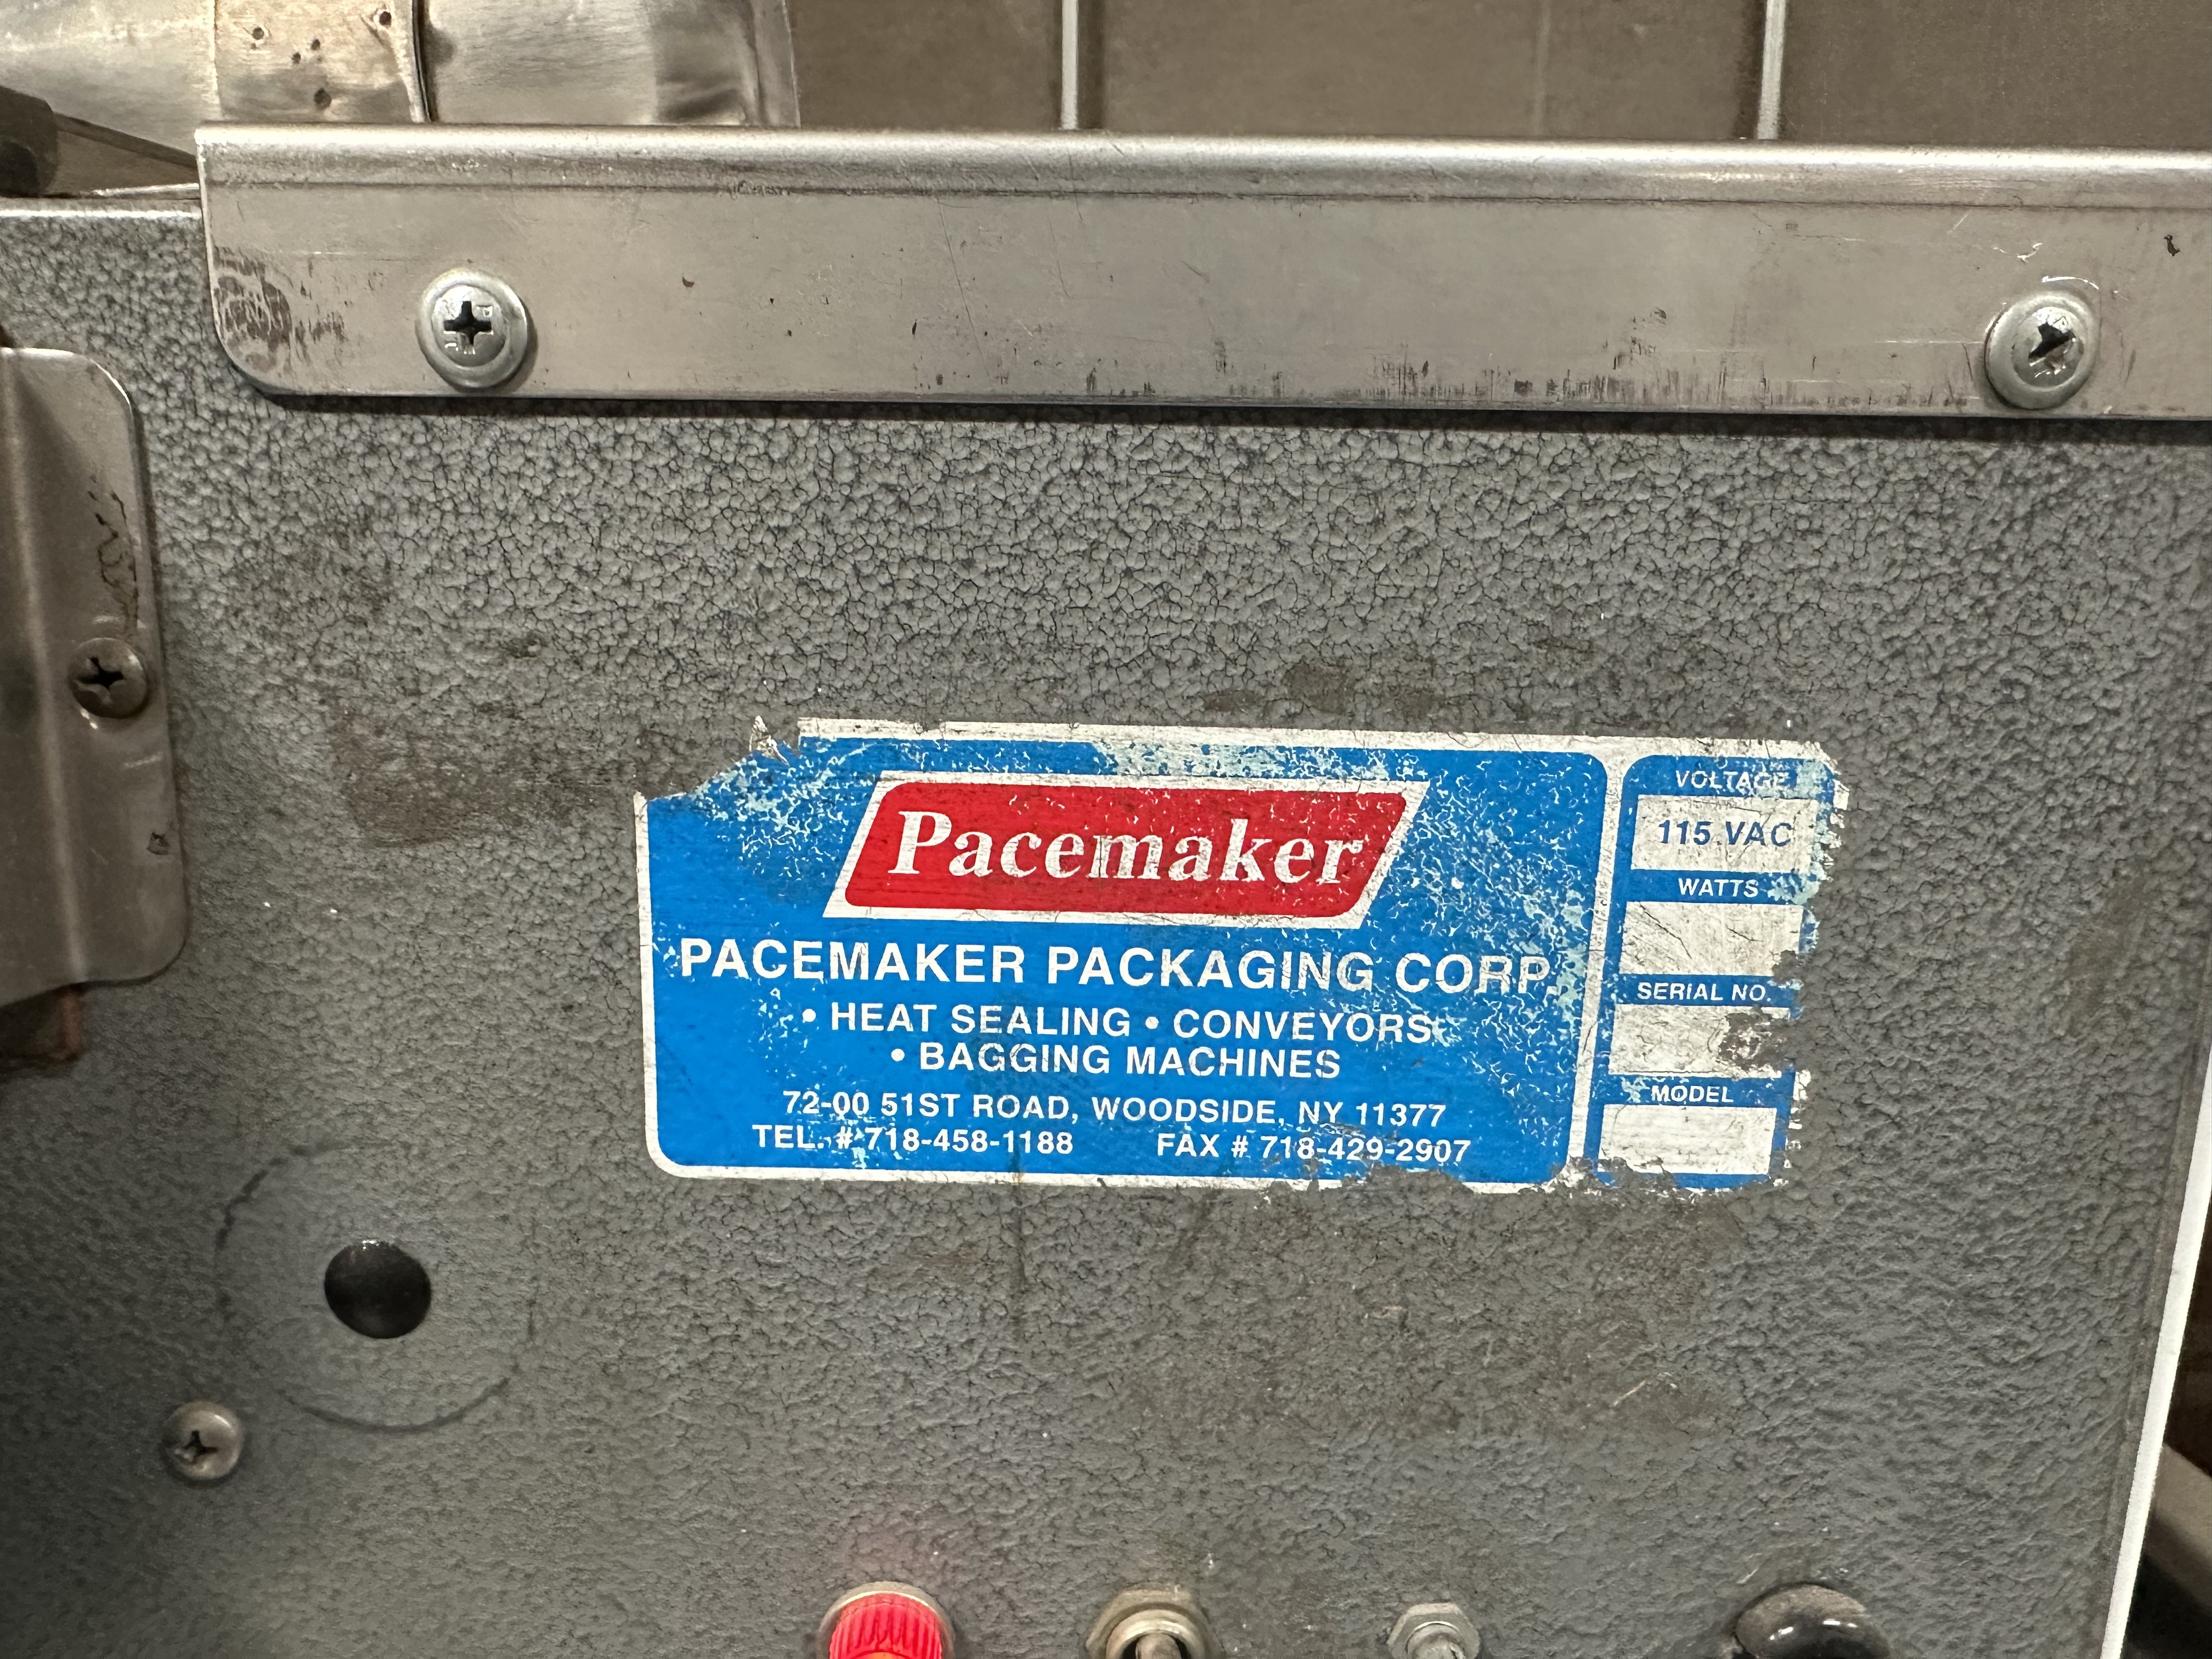 Pacemaker
PACEMAKER PACKAGING CORP.
• HEAT SEALING • CONVEYORS
• BAGGING MACHINES
72-00 51ST ROAD, WOODSIDE, NY 11377
TEL. # 718-458-1188 FAX # 718-429-2907
VOLTAGE
115 VAC
WATTS
SERIAL NO.
MODEL